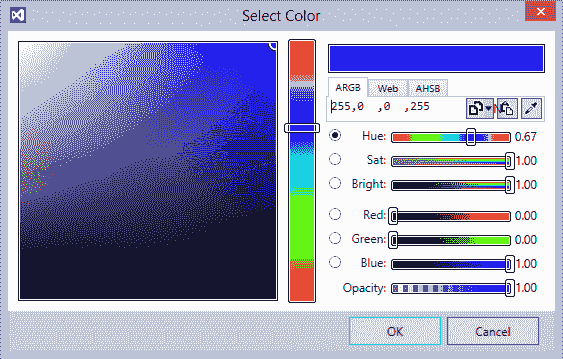 Select Color
ARGB Web AHSB
255,0 ,0 ,255
Hue: 0.67
Sat: 1.00
Bright: 1.00
Red: 0.00
Green: 0.00
Blue: 1.00
Opacity: 1.00
OK Cancel